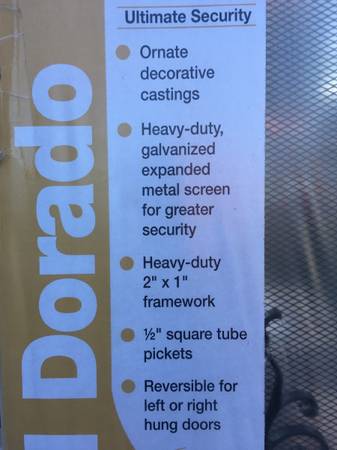 Ultimate Security
Ornate
decorative
castings
Heavy-duty,
galvanized
expanded
metal screen
for greater
security
Heavy-duty
2" x 1"
framework
½" square tube
pickets
Reversible for
left or right
hung doors
Dorado